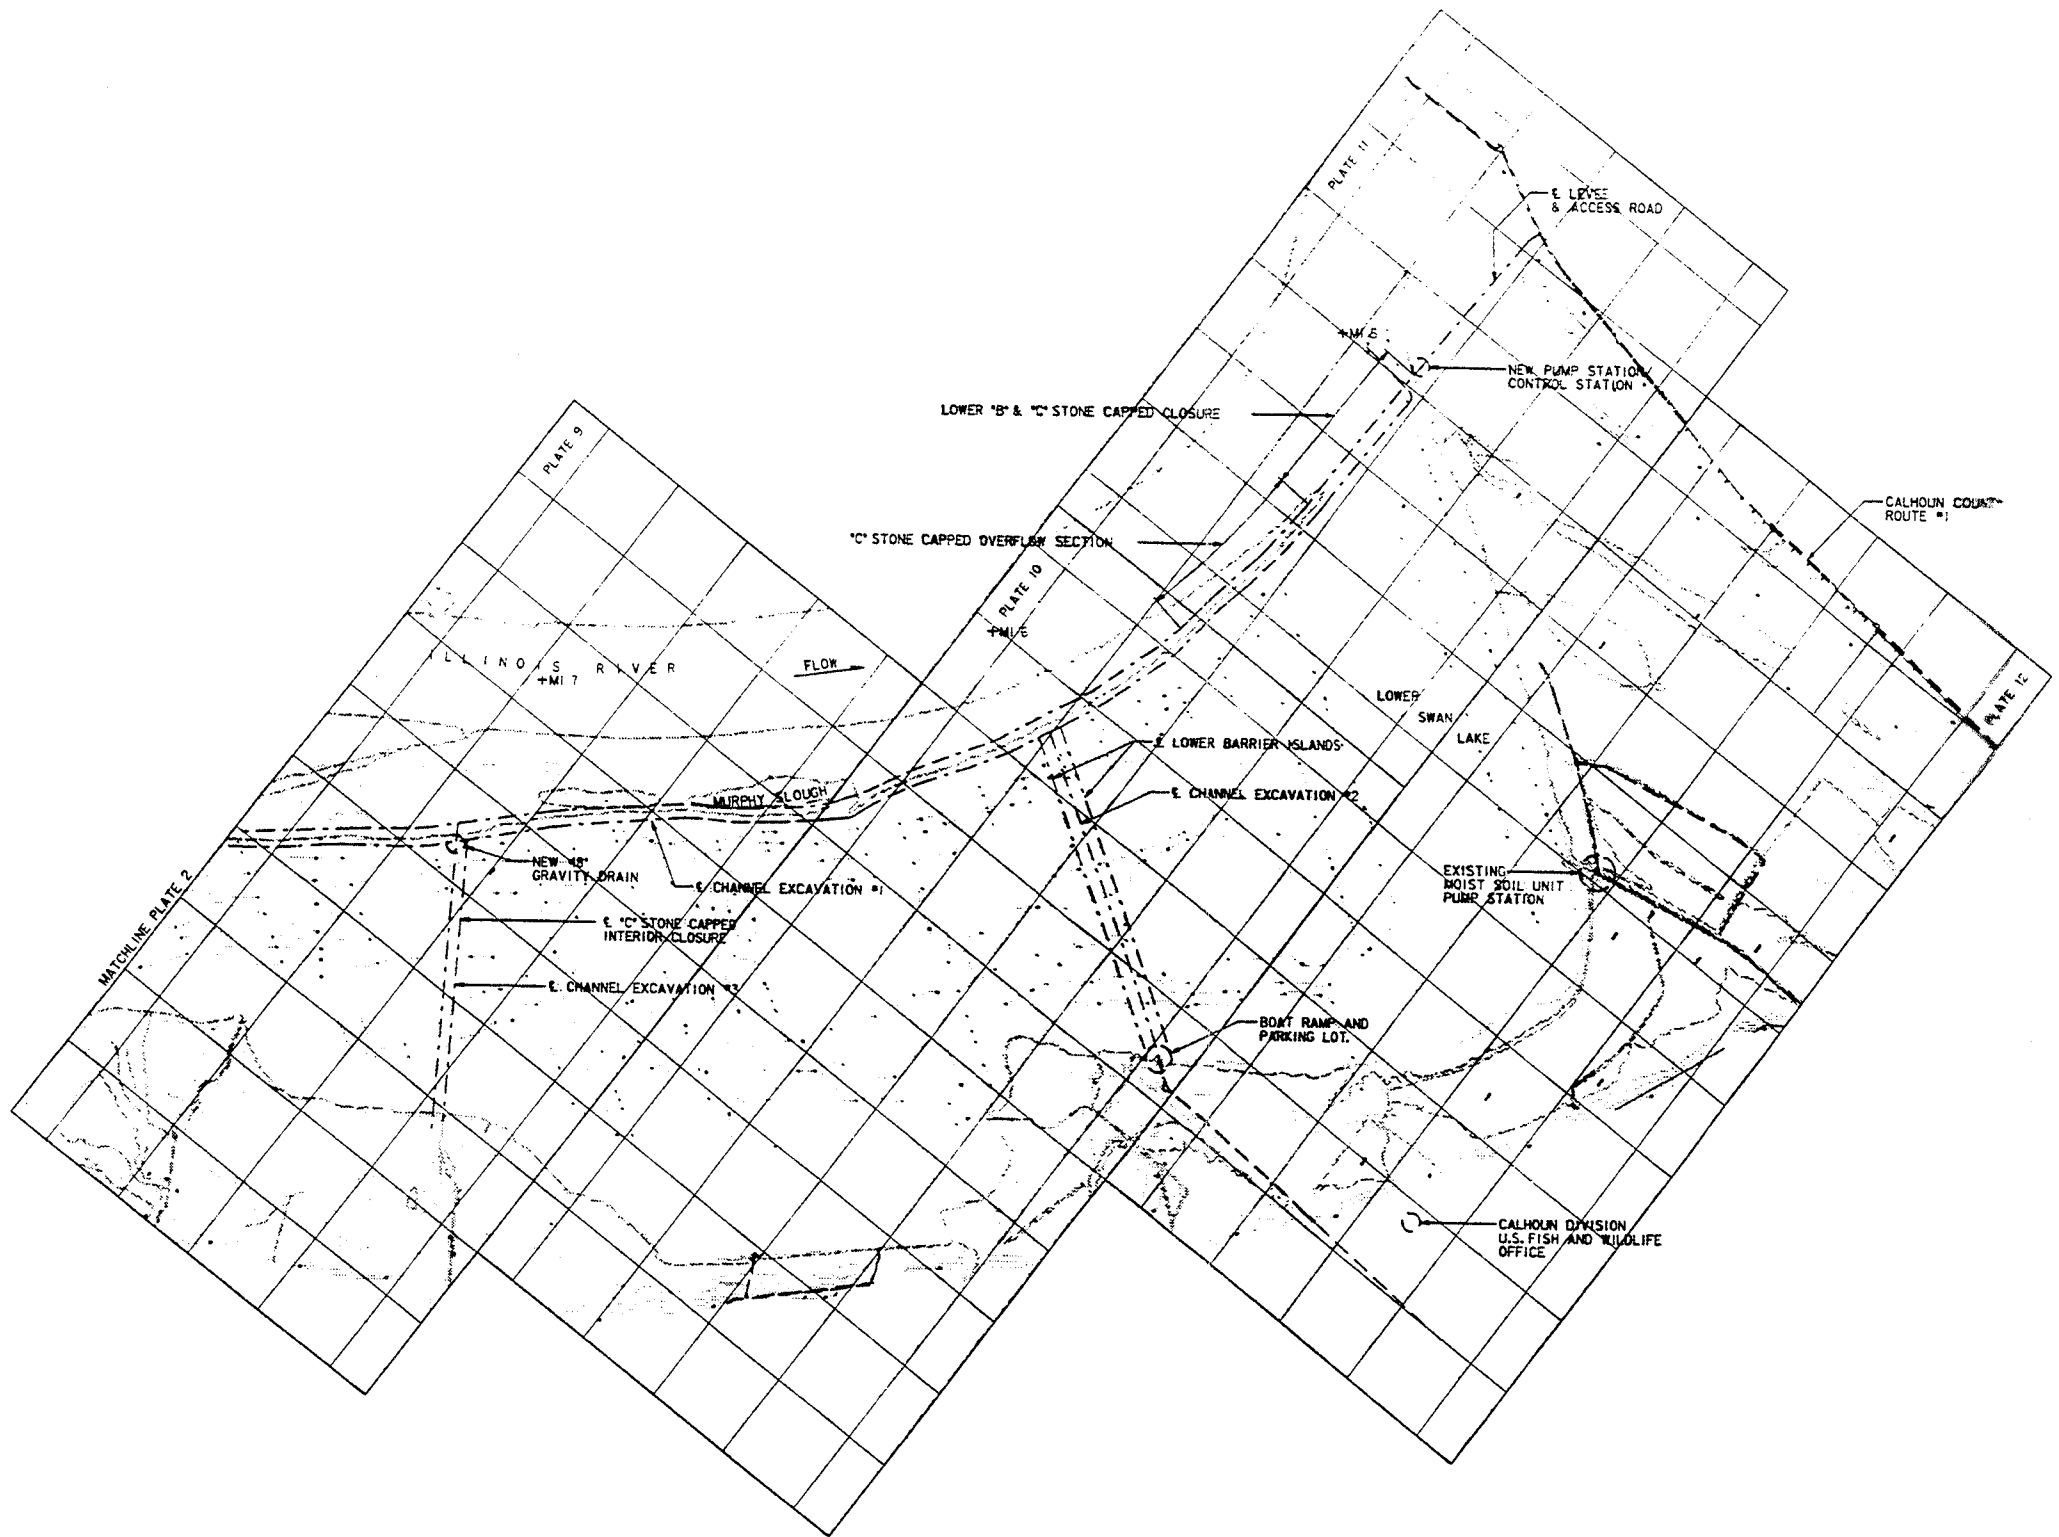 PLATE 11
℄ LEVEE
& ACCESS ROAD
+MI 5
NEW PUMP STATION/
CONTROL STATION
LOWER "B" & "C" STONE CAPPED CLOSURE
PLATE 9
CALHOUN COUNTY
ROUTE #1
"C" STONE CAPPED OVERFLOW SECTION
PLATE 10
+MI 6
ILLINOIS RIVER
+MI 7
FLOW
LOWER
SWAN
LAKE
PLATE 12
℄ LOWER BARRIER ISLANDS
MURPHY SLOUGH
℄ CHANNEL EXCAVATION #2
NEW 48"
GRAVITY DRAIN
℄ CHANNEL EXCAVATION #1
EXISTING
MOIST SOIL UNIT
PUMP STATION
MATCHLINE PLATE 2
℄ "C" STONE CAPPED
INTERIOR CLOSURE
℄ CHANNEL EXCAVATION #3
BOAT RAMP AND
PARKING LOT.
CALHOUN DIVISION
U.S. FISH AND WILDLIFE
OFFICE